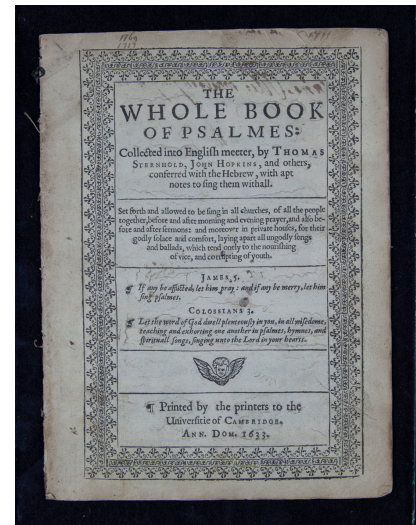 THE
WHOLE BOOK
OF PSALMES:
Collected into English meeter, by THOMAS
STERNHOLD, JOHN HOPKINS, and others,
conferred with the Hebrew, with apt
notes to sing them withall.
Set forth and allowed to be sung in all churches, of all the people
together, before and after morning and evening prayer, and also be-
fore and after sermons: and moreover in private houses, for their
godly solace and comfort, laying apart all ungodly songs
and ballads, which tend onely to the nourishing
of vice, and corrupting of youth.
JAMES 5.
¶ If any be afflicted, let him pray: and if any be merry, let him
sing psalmes.
COLOSSIANS 3.
¶ Let the word of God dwell plenteously in you, in all wisedome,
teaching and exhorting one another in psalmes, hymnes, and
spirituall songs, singing unto the Lord in your hearts.
¶ Printed by the printers to the
Universitie of CAMBRIDGE.
ANN. DOM. 1633.